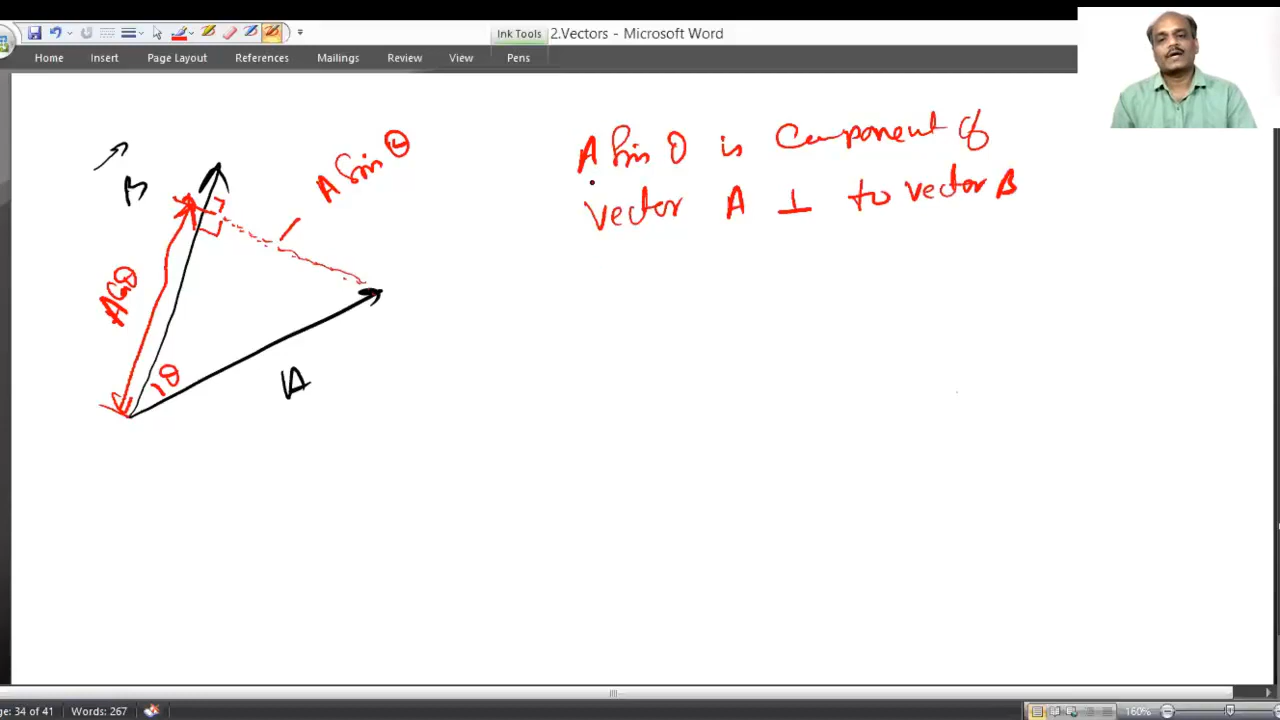 Ink Tools 2.Vectors - Microsoft Word
Home Insert Page Layout References Mailings Review View Pens
A Sin θ is Component of
vector A ⊥ to vector B
A Sin θ
B
A Cos θ
θ
A
ge: 34 of 41 Words: 267 160%